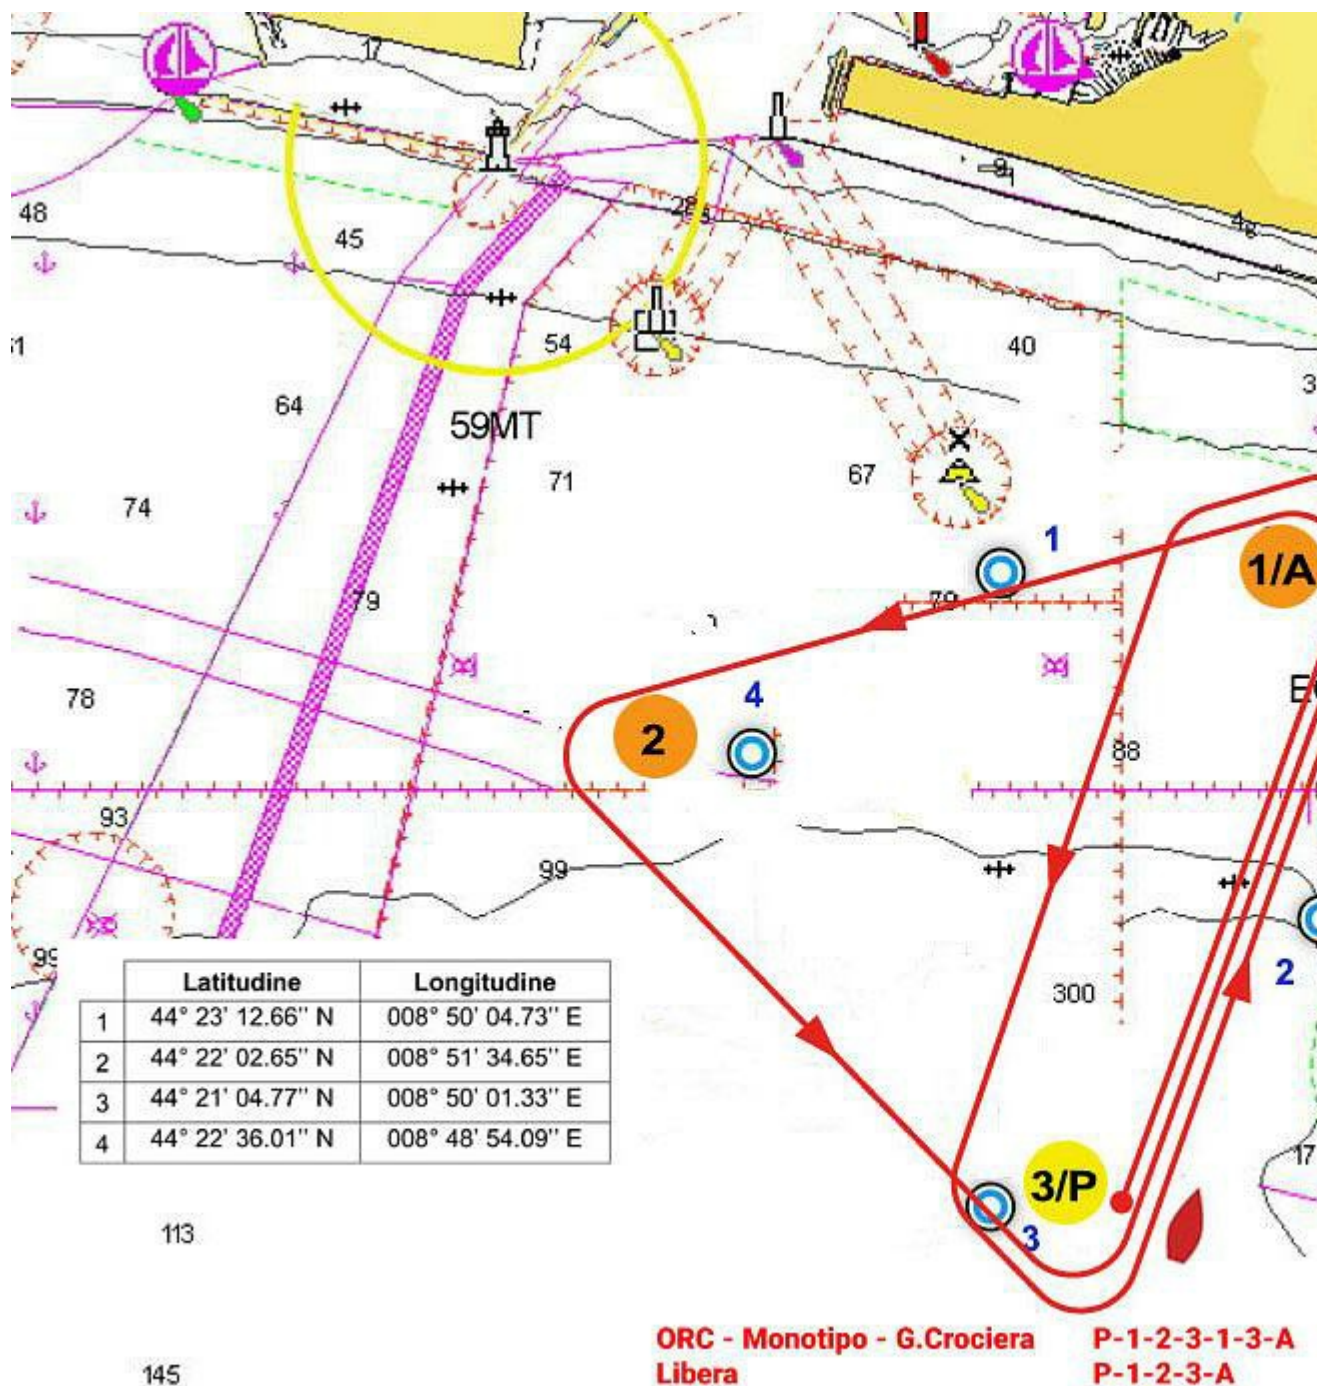 17
48
45
28
40
54
64
59MT
71
67
74
1
1/A
79
79
4
78
2
88
93
99
99
2
300
Latitudine Longitudine
1 44° 23' 12.66'' N 008° 50' 04.73'' E
2 44° 22' 02.65'' N 008° 51' 34.65'' E
3 44° 21' 04.77'' N 008° 50' 01.33'' E
4 44° 22' 36.01'' N 008° 48' 54.09'' E
17
3/P
113
3
ORC - Monotipo - G.Crociera P-1-2-3-1-3-A
Libera P-1-2-3-A
145